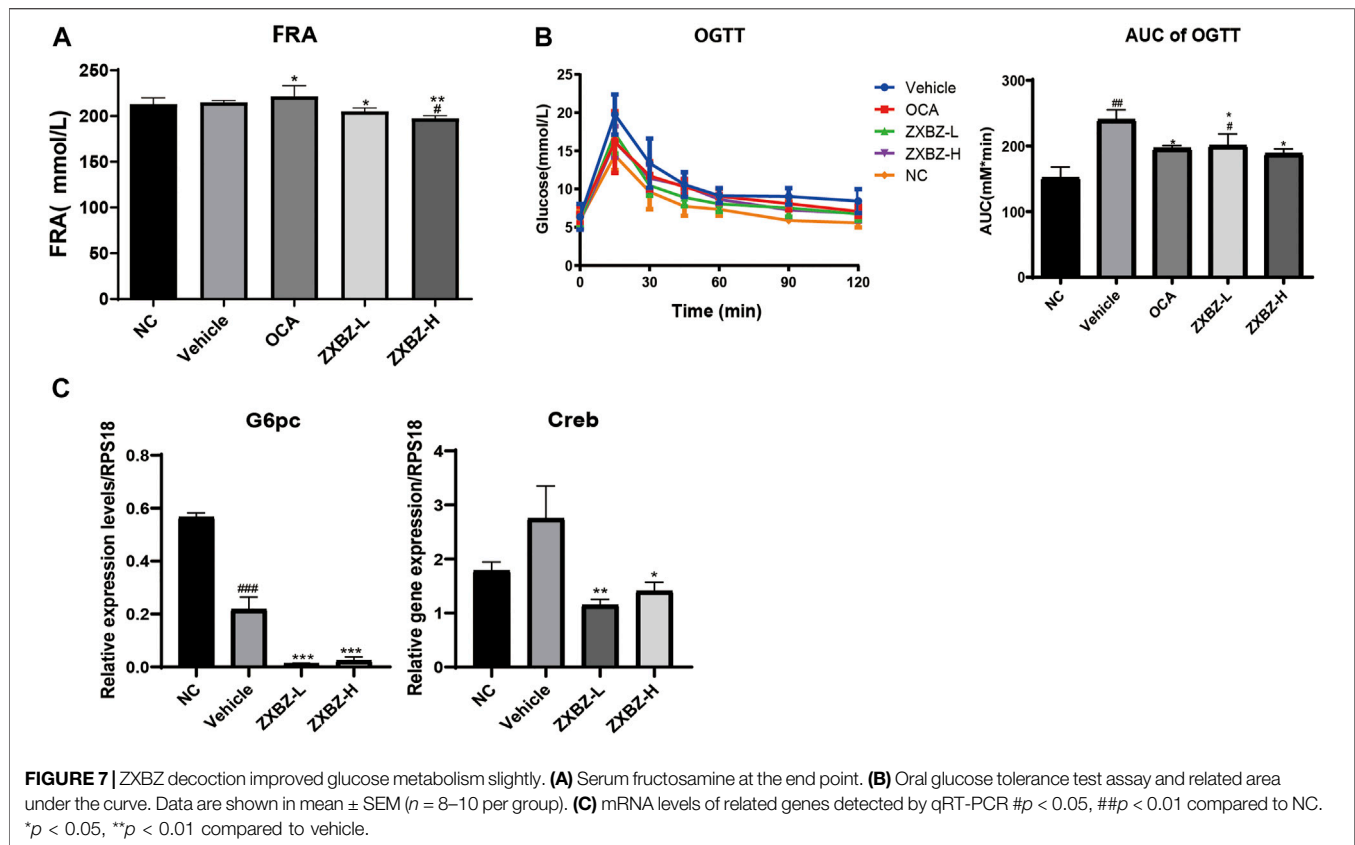 A
FRA
FRA( mmol/L)
250
200
150
100
50
0
*
*
**
#
NC
Vehicle
OCA
ZXBZ-L
ZXBZ-H
B
OGTT
Glucose(mmol/L)
25
20
15
10
5
0
0
30
60
90
120
Time (min)
Vehicle
OCA
ZXBZ-L
ZXBZ-H
NC
AUC of OGTT
AUC(mM*min)
300
200
100
0
##
*
*
#
*
NC
Vehicle
OCA
ZXBZ-L
ZXBZ-H
C
G6pc
Relative expression levels/RPS18
0.8
0.6
0.4
0.2
0.0
###
***
***
NC
Vehicle
ZXBZ-L
ZXBZ-H
Creb
Relative gene expression/RPS18
4
3
2
1
0
**
*
NC
Vehicle
ZXBZ-L
ZXBZ-H
FIGURE 7 | ZXBZ decoction improved glucose metabolism slightly. (A) Serum fructosamine at the end point. (B) Oral glucose tolerance test assay and related area
under the curve. Data are shown in mean ± SEM (n = 8–10 per group). (C) mRNA levels of related genes detected by qRT-PCR #p < 0.05, ##p < 0.01 compared to NC.
*p < 0.05, **p < 0.01 compared to vehicle.